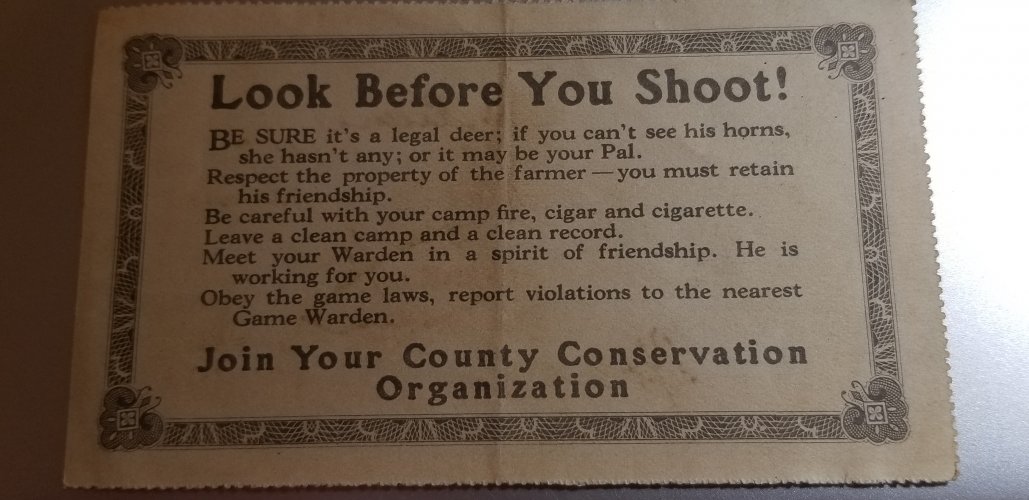 Look Before You Shoot!
BE SURE it's a legal deer; if you can't see his horns,
she hasn't any; or it may be your Pal.
Respect the property of the farmer — you must retain
his friendship.
Be careful with your camp fire, cigar and cigarette.
Leave a clean camp and a clean record.
Meet your Warden in a spirit of friendship. He is
working for you.
Obey the game laws, report violations to the nearest
Game Warden.
Join Your County Conservation
Organization